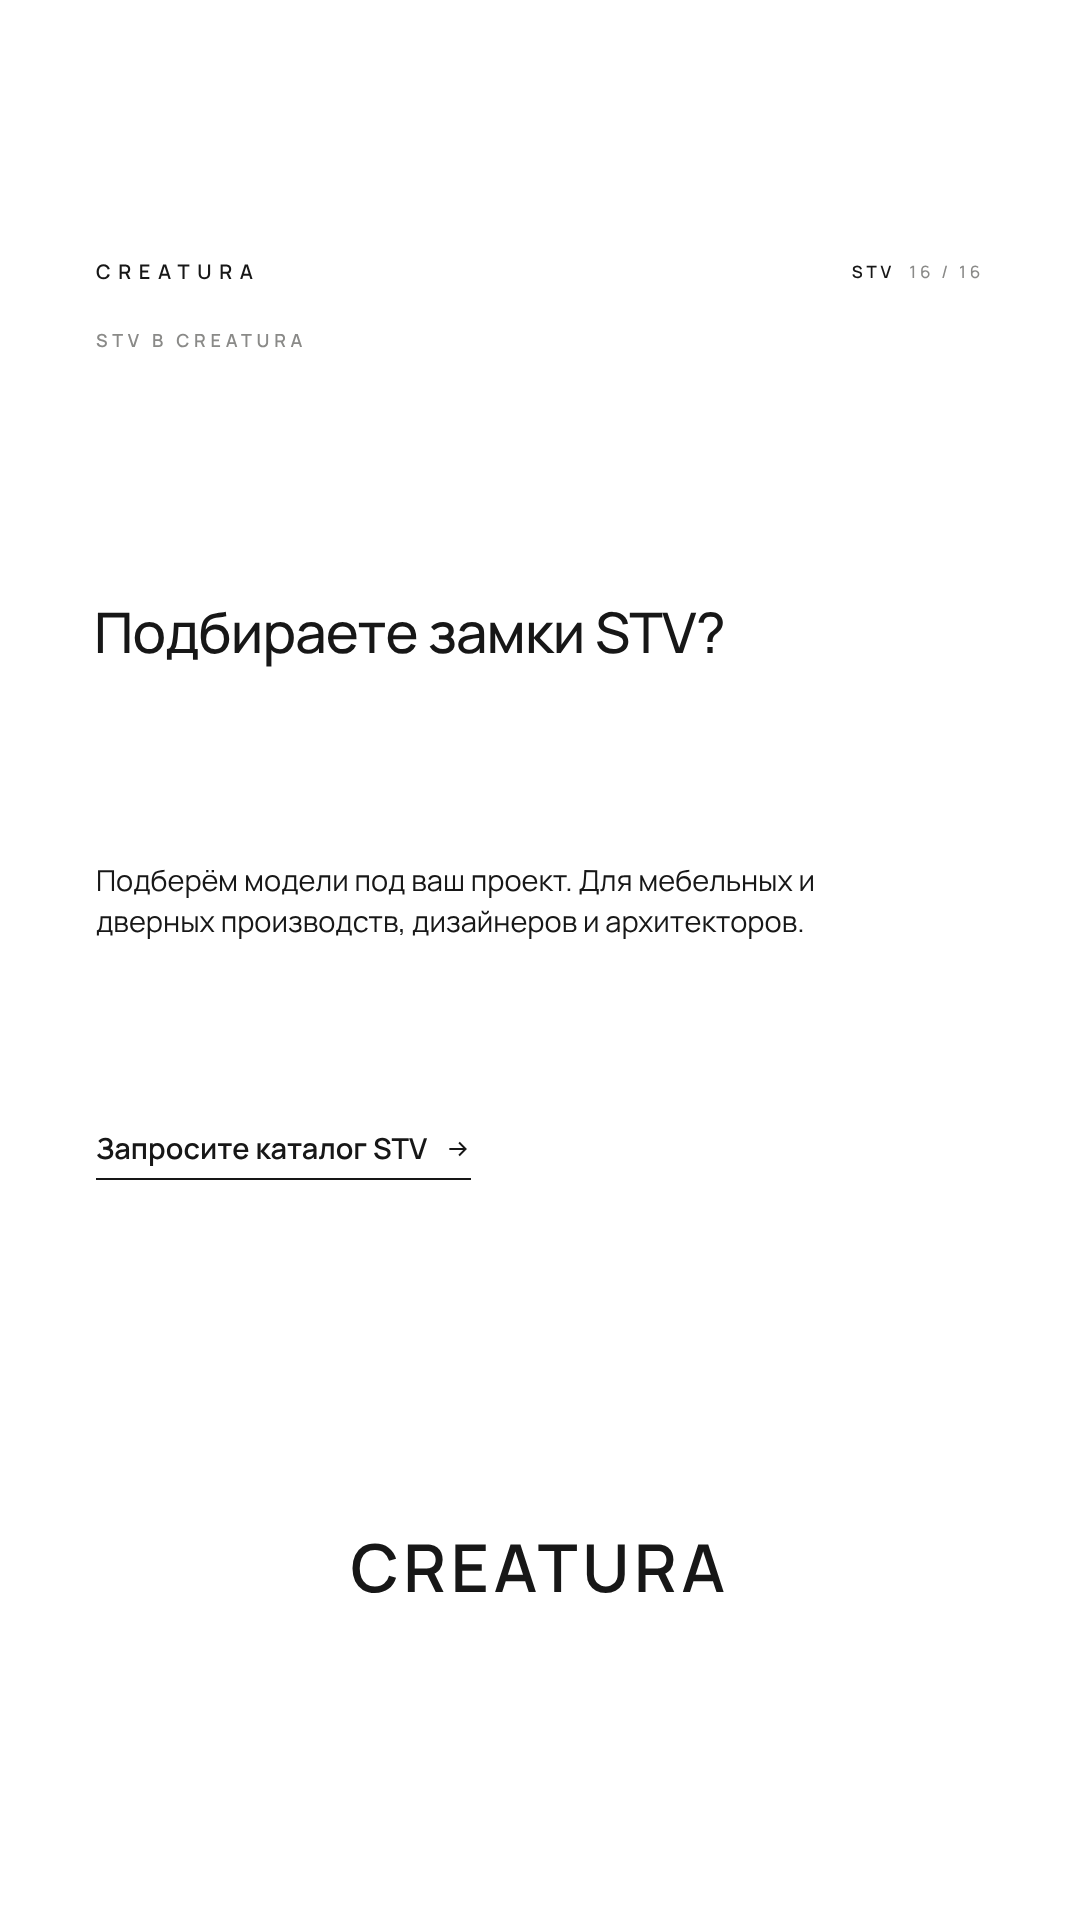 CREATURA
STV 16 / 16
STV В CREATURA
Подбираете замки STV?
Подберём модели под ваш проект. Для мебельных и
дверных производств, дизайнеров и архитекторов.
Запросите каталог STV →
CREATURA